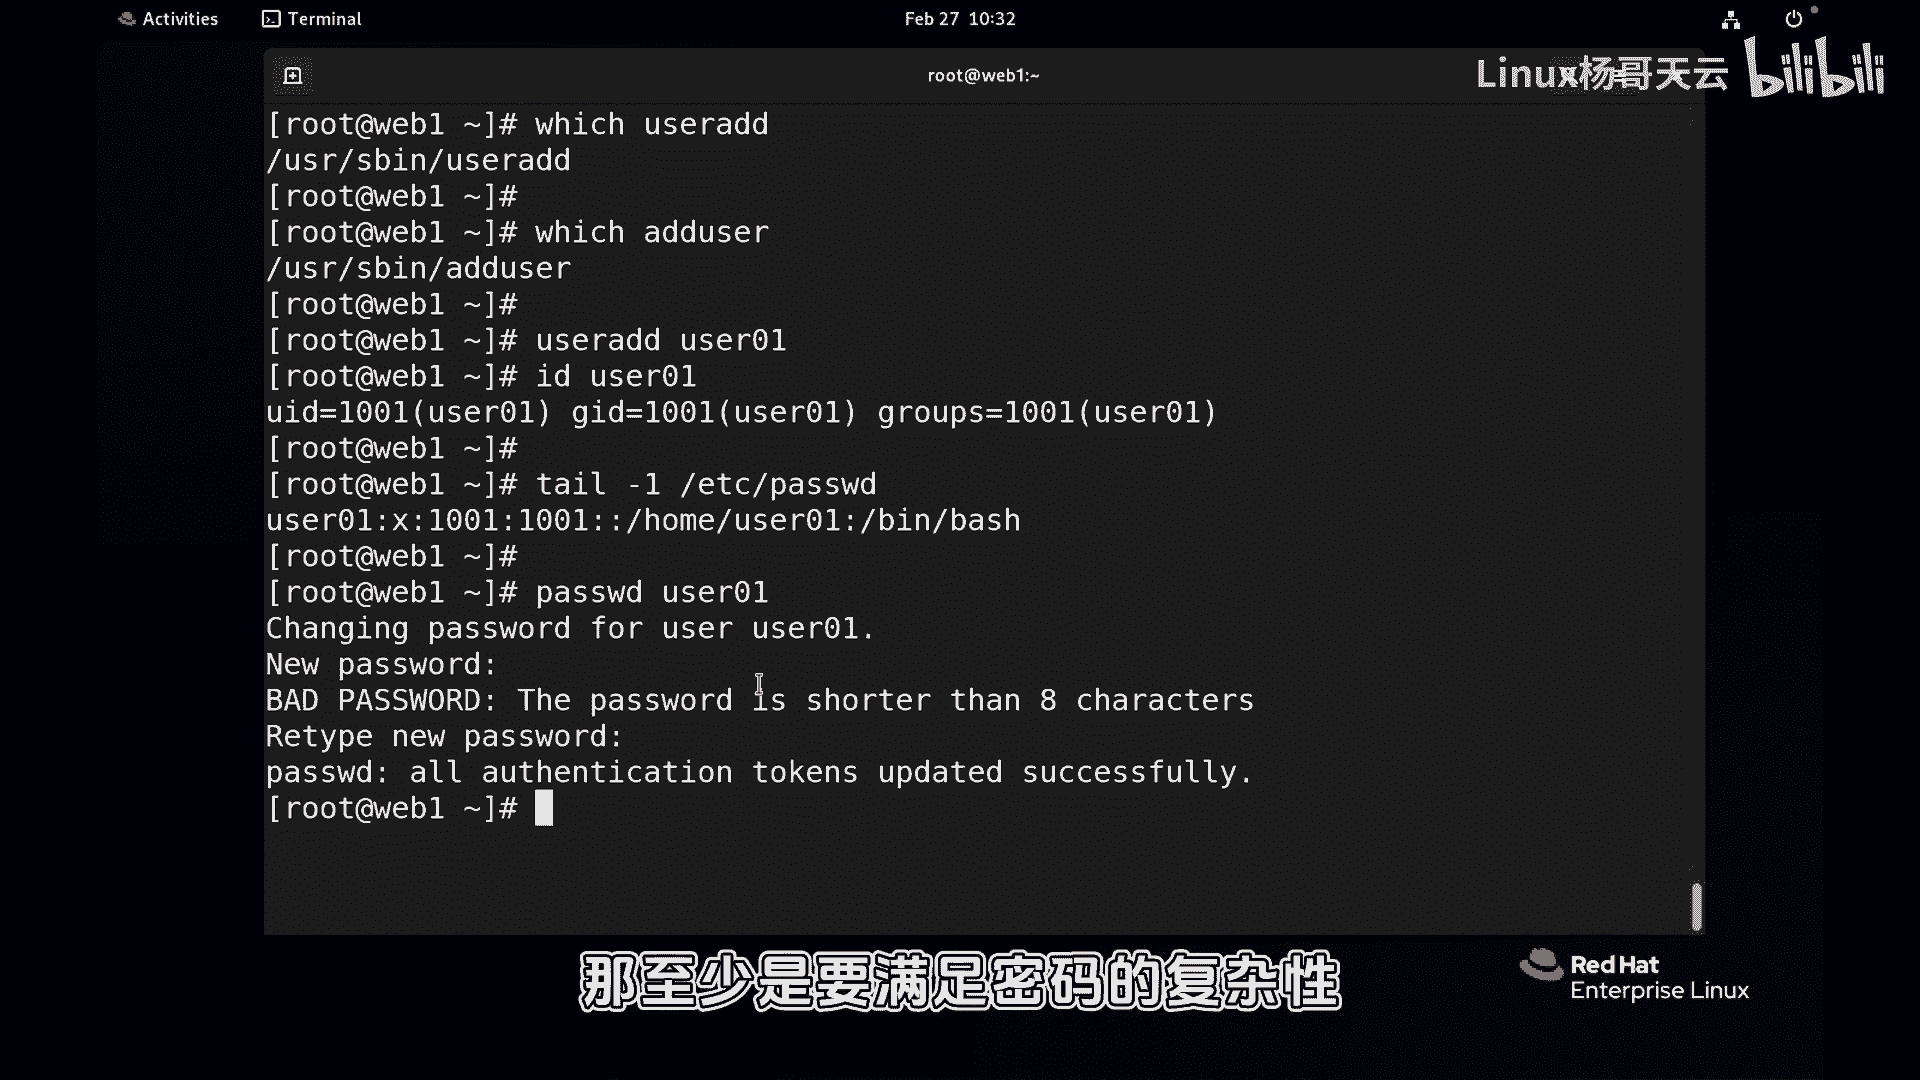 Activities
Terminal
Feb 27 10:32
root@web1:~
Linux杨哥天云 bilibili
[root@web1 ~]# which useradd
/usr/sbin/useradd
[root@web1 ~]#
[root@web1 ~]# which adduser
/usr/sbin/adduser
[root@web1 ~]#
[root@web1 ~]# useradd user01
[root@web1 ~]# id user01
uid=1001(user01) gid=1001(user01) groups=1001(user01)
[root@web1 ~]#
[root@web1 ~]# tail -1 /etc/passwd
user01:x:1001:1001::/home/user01:/bin/bash
[root@web1 ~]#
[root@web1 ~]# passwd user01
Changing password for user user01.
New password:
BAD PASSWORD: The password is shorter than 8 characters
Retype new password:
passwd: all authentication tokens updated successfully.
[root@web1 ~]#
那至少是要满足密码的复杂性
Red Hat
Enterprise Linux